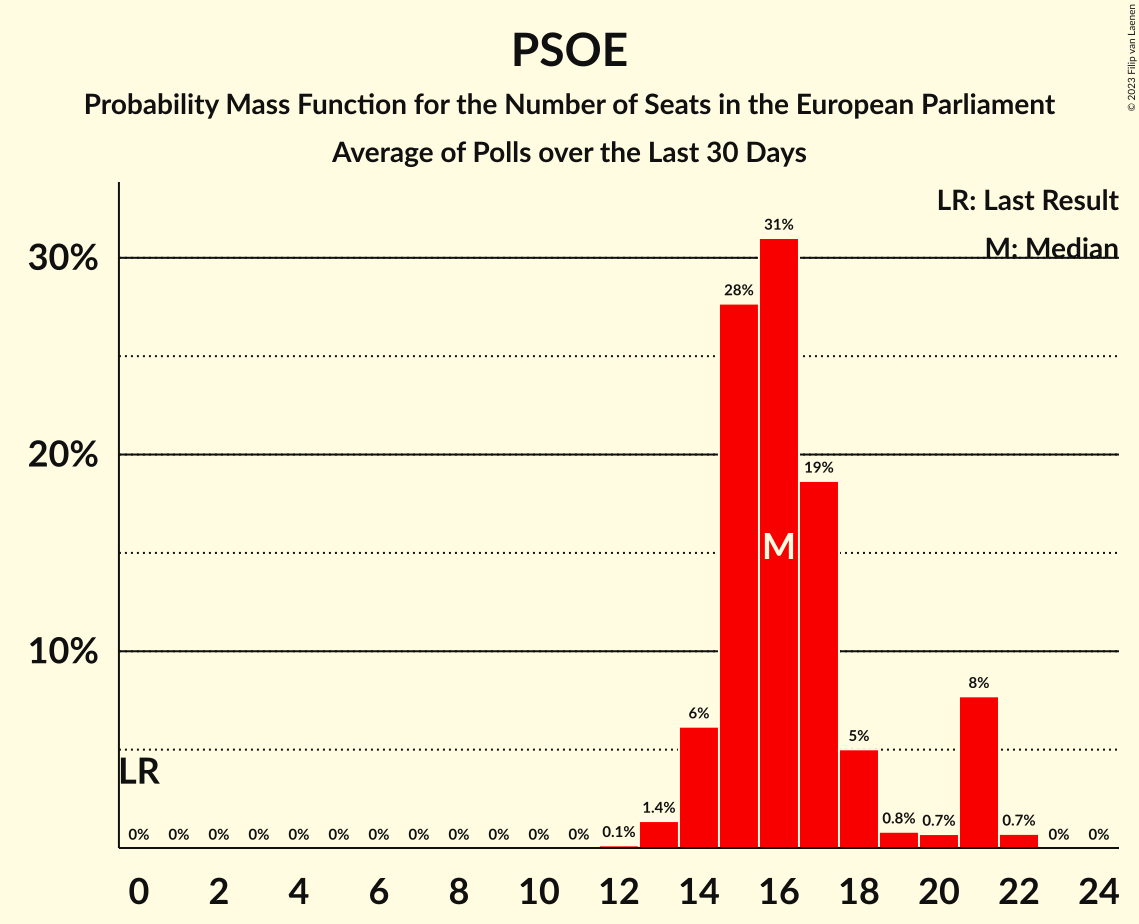 PSOE
Probability Mass Function for the Number of Seats in the European Parliament
Average of Polls over the Last 30 Days
© 2023 Filip van Laenen
LR: Last Result
M: Median
30%
20%
10%
31%
28%
19%
M
8%
6%
5%
LR
1.4%
0% 0% 0% 0% 0% 0% 0% 0% 0% 0% 0% 0% 0.1% 0.8% 0.7% 0.7% 0% 0%
0 2 4 6 8 10 12 14 16 18 20 22 24